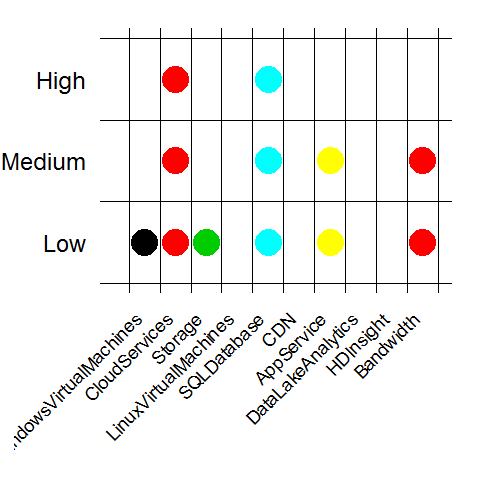 High
Medium
Low
ndowsVirtualMachines
CloudServices
Storage
LinuxVirtualMachines
SQLDatabase
CDN
AppService
DataLakeAnalytics
HDInsight
Bandwidth